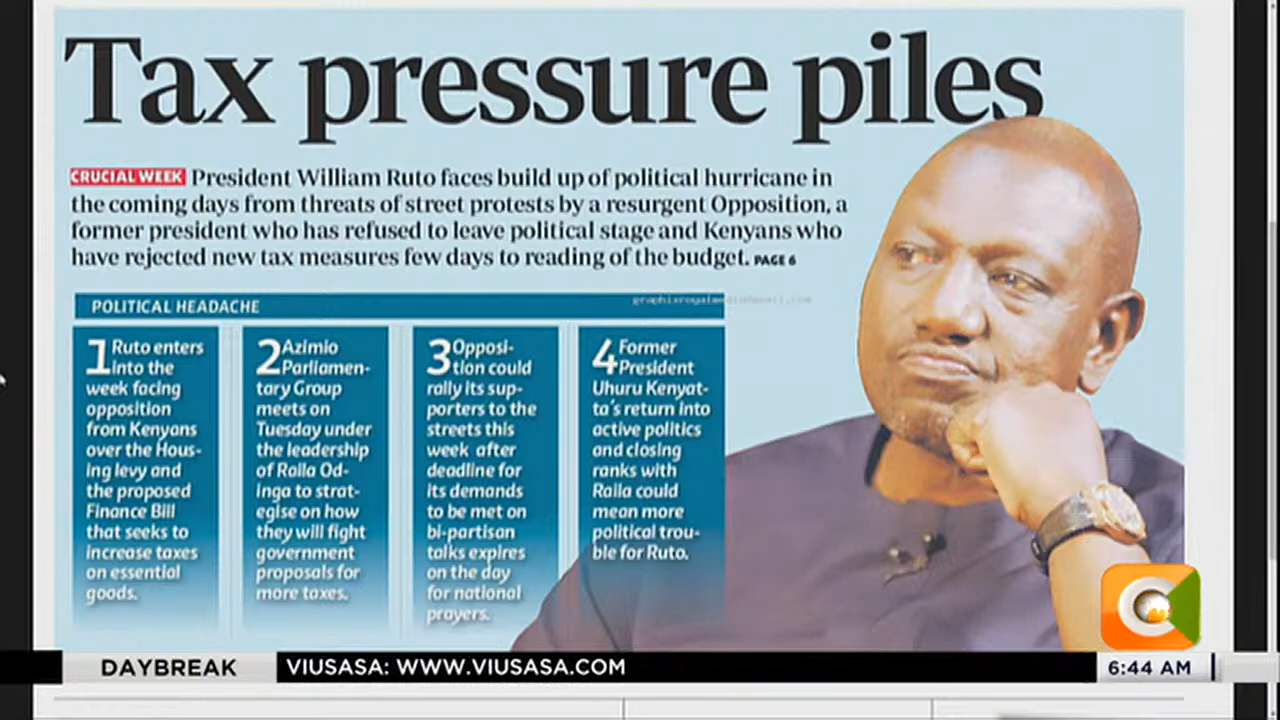 Tax pressure piles
CRUCIAL WEEK President William Ruto faces build up of political hurricane in
the coming days from threats of street protests by a resurgent Opposition, a
former president who has refused to leave political stage and Kenyans who
have rejected new tax measures few days to reading of the budget. PAGE 6
POLITICAL HEADACHE
1 Ruto enters
into the
week facing
opposition
from Kenyans
over the Hous-
ing levy and
the proposed
Finance Bill
that seeks to
increase taxes
on essential
goods.
2 Azimio
Parliamen-
tary Group
meets on
Tuesday under
the leadership
of Raila Od-
inga to strat-
egise on how
they will fight
government
proposals for
more taxes.
3 Opposi-
tion could
rally its sup-
porters to the
streets this
week after
deadline for
its demands
to be met on
bi-partisan
talks expires
on the day
for national
prayers.
4 Former
President
Uhuru Kenyat-
ta's return into
active politics
and closing
ranks with
Raila could
mean more
political trou-
ble for Ruto.
DAYBREAK
VIUSASA: WWW.VIUSASA.COM
6:44 AM